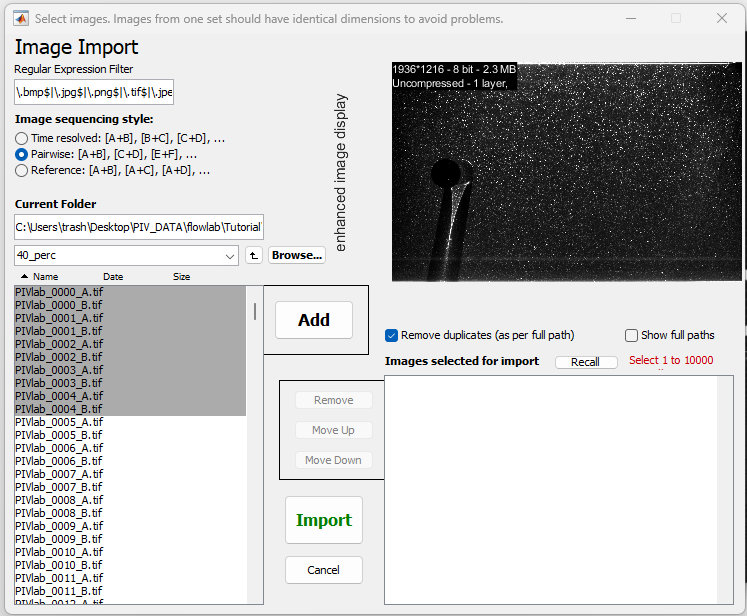 Select images. Images from one set should have identical dimensions to avoid problems.
Image Import
Regular Expression Filter
\.bmp$|\.jpg$|\.png$|\.tif$|\.jpe
Image sequencing style:
Time resolved: [A+B], [B+C], [C+D], ...
Pairwise: [A+B], [C+D], [E+F], ...
Reference: [A+B], [A+C], [A+D], ...
Current Folder
C:\Users\trash\Desktop\PIV_DATA\flowlab\Tutorial
40_perc
Browse...
Name Date Size
PIVlab_0000_A.tif
PIVlab_0000_B.tif
PIVlab_0001_A.tif
PIVlab_0001_B.tif
PIVlab_0002_A.tif
PIVlab_0002_B.tif
PIVlab_0003_A.tif
PIVlab_0003_B.tif
PIVlab_0004_A.tif
PIVlab_0004_B.tif
PIVlab_0005_A.tif
PIVlab_0005_B.tif
PIVlab_0006_A.tif
PIVlab_0006_B.tif
PIVlab_0007_A.tif
PIVlab_0007_B.tif
PIVlab_0008_A.tif
PIVlab_0008_B.tif
PIVlab_0009_A.tif
PIVlab_0009_B.tif
PIVlab_0010_A.tif
PIVlab_0010_B.tif
PIVlab_0011_A.tif
PIVlab_0011_B.tif
PIVlab_0012_A.tif
enhanced image display
1936*1216 - 8 bit - 2.3 MB
Uncompressed - 1 layer,
Add
Remove
Move Up
Move Down
Import
Cancel
Remove duplicates (as per full path)
Show full paths
Images selected for import
Recall
Select 1 to 10000